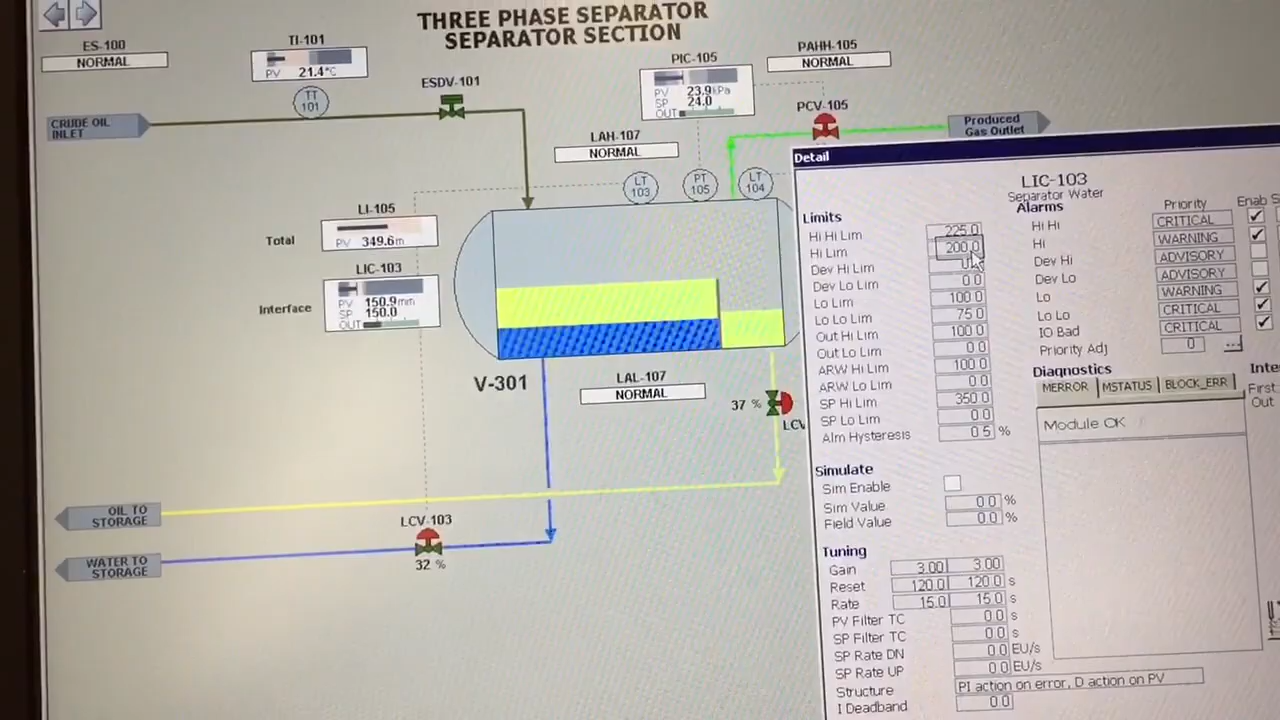 THREE PHASE SEPARATOR
SEPARATOR SECTION
ES-100
NORMAL
TI-101
PV 21.4°C
TT
101
ESDV-101
PIC-105
PV 23.9 kPa
SP 24.0
OUT
PAHH-105
NORMAL
PCV-105
CRUDE OIL
INLET
Produced
Gas Outlet
LAH-107
NORMAL
LT
103
PT
105
LT
104
LI-105
Total
PV 349.6m
LIC-103
Interface
PV 150.9mm
SP 150.0
OUT
V-301
LAL-107
NORMAL
37 %
LCV
OIL TO
STORAGE
LCV-103
WATER TO
STORAGE
32 %
Detail
LIC-103
Separator Water
Limits
Hi Hi Lim 225.0
Hi Lim 200.0
Dev Hi Lim
Dev Lo Lim 0.0
Lo Lim 100.0
Lo Lo Lim 75.0
Out Hi Lim 100.0
Out Lo Lim 0.0
ARW Hi Lim 100.0
ARW Lo Lim 0.0
SP Hi Lim 350.0
SP Lo Lim 0.0
Alm Hysteresis 0.5 %
Alarms
Priority
Enab
Hi Hi CRITICAL
Hi WARNING
Dev Hi ADVISORY
Dev Lo ADVISORY
Lo WARNING
Lo Lo CRITICAL
IO Bad CRITICAL
Priority Adj 0 ...
Diagnostics
MERROR MSTATUS BLOCK_ERR
Module OK
Inte
First
Out
Simulate
Sim Enable
Sim Value 0.0 %
Field Value 0.0 %
Tuning
Gain 3.00 3.00
Reset 120.0 120.0 s
Rate 15.0 15.0 s
PV Filter TC 0.0 s
SP Filter TC 0.0 s
SP Rate DN 0.0 EU/s
SP Rate UP 0.0 EU/s
Structure PI action on error, D action on PV
I Deadband 0.0